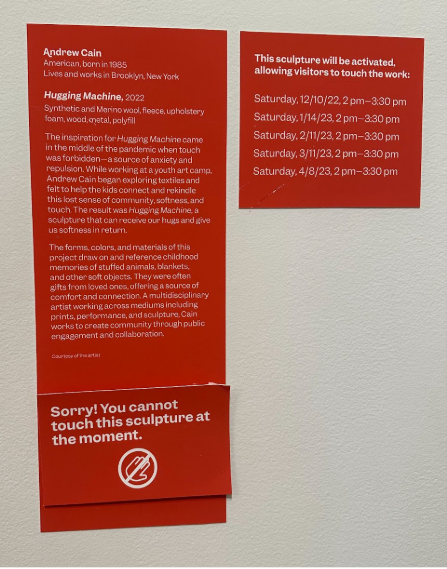 Andrew Cain
American, born in 1985
Lives and works in Brooklyn, New York
Hugging Machine, 2022
Synthetic and Merino wool, fleece, upholstery
foam, wood, metal, polyfill
The inspiration for Hugging Machine came
in the middle of the pandemic when touch
was forbidden—a source of anxiety and
repulsion. While working at a youth art camp,
Andrew Cain began exploring textiles and
felt to help the kids connect and rekindle
this lost sense of community, softness, and
touch. The result was Hugging Machine, a
sculpture that can receive our hugs and give
us softness in return.
The forms, colors, and materials of this
project draw on and reference childhood
memories of stuffed animals, blankets,
and other soft objects. They were often
gifts from loved ones, offering a source of
comfort and connection. A multidisciplinary
artist working across mediums including
prints, performance, and sculpture, Cain
works to create community through public
engagement and collaboration.
Courtesy of the artist
Sorry! You cannot
touch this sculpture at
the moment.
This sculpture will be activated,
allowing visitors to touch the work:
Saturday, 12/10/22, 2 pm–3:30 pm
Saturday, 1/14/23, 2 pm–3:30 pm
Saturday, 2/11/23, 2 pm–3:30 pm
Saturday, 3/11/23, 2 pm–3:30 pm
Saturday, 4/8/23, 2 pm–3:30 pm